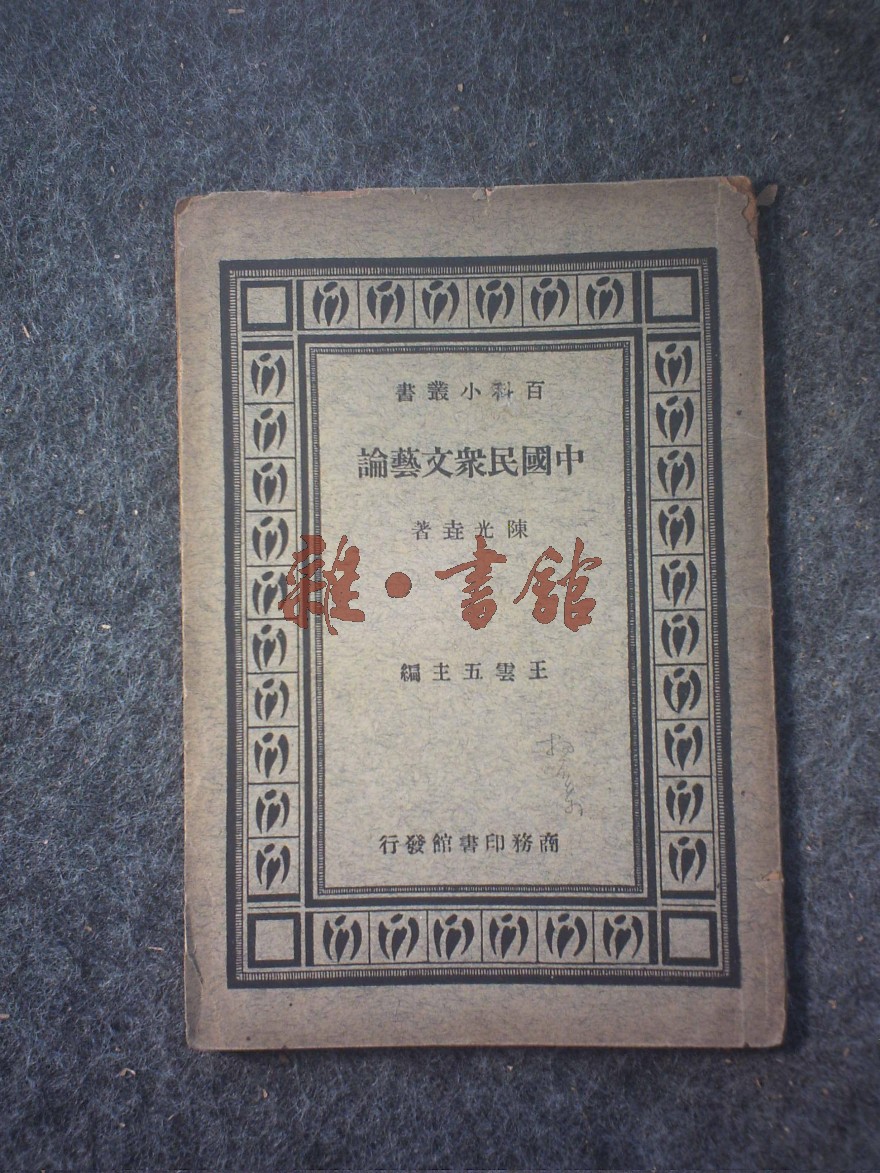 百科小叢書
中國民衆文藝論
陳光垚著
雜·書舘
王雲五主編
商務印書館發行